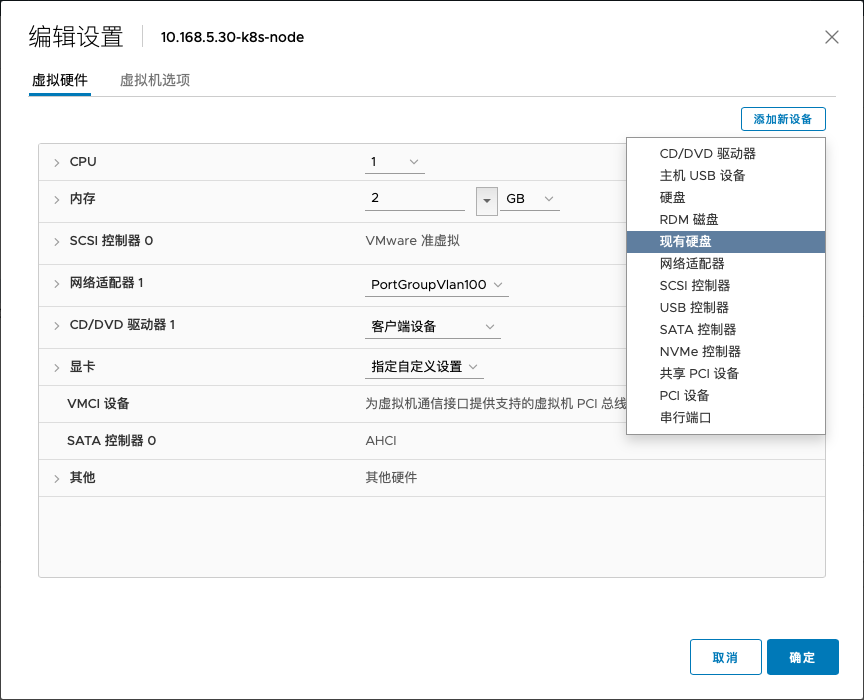 编辑设置 10.168.5.30-k8s-node
虚拟硬件 虚拟机选项
添加新设备
CD/DVD 驱动器
主机 USB 设备
硬盘
RDM 磁盘
现有硬盘
网络适配器
SCSI 控制器
USB 控制器
SATA 控制器
NVMe 控制器
共享 PCI 设备
PCI 设备
串行端口
CPU 1
内存 2 GB
SCSI 控制器 0 VMware 准虚拟
网络适配器 1 PortGroupVlan100
CD/DVD 驱动器 1 客户端设备
显卡 指定自定义设置
VMCI 设备 为虚拟机通信接口提供支持的虚拟机 PCI 总线
SATA 控制器 0 AHCI
其他 其他硬件
取消 确定